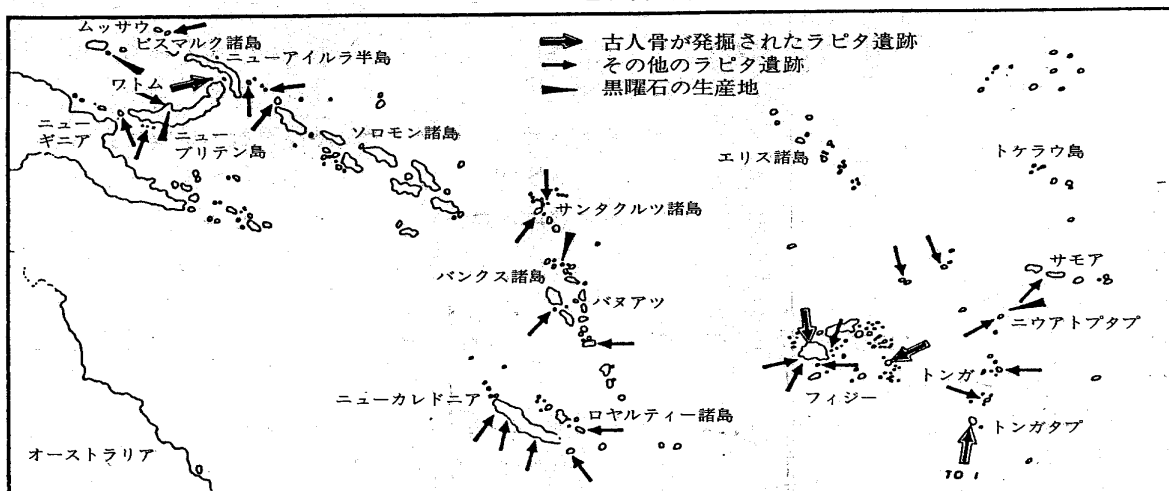 ムッサウ
ビスマルク諸島
ニューアイルラ半島
ワトム
ニュー
ギニア
ニュー
ブリテン島
ソロモン諸島
古人骨が発掘されたラピタ遺跡
その他のラピタ遺跡
黒曜石の生産地
エリス諸島
トケラウ島
サンタクルツ諸島
バンクス諸島
バヌアツ
サモア
ニウアトプタプ
フィジー
トンガ
ニューカレドニア
ロヤルティー諸島
トンガタプ
オーストラリア
TO 1